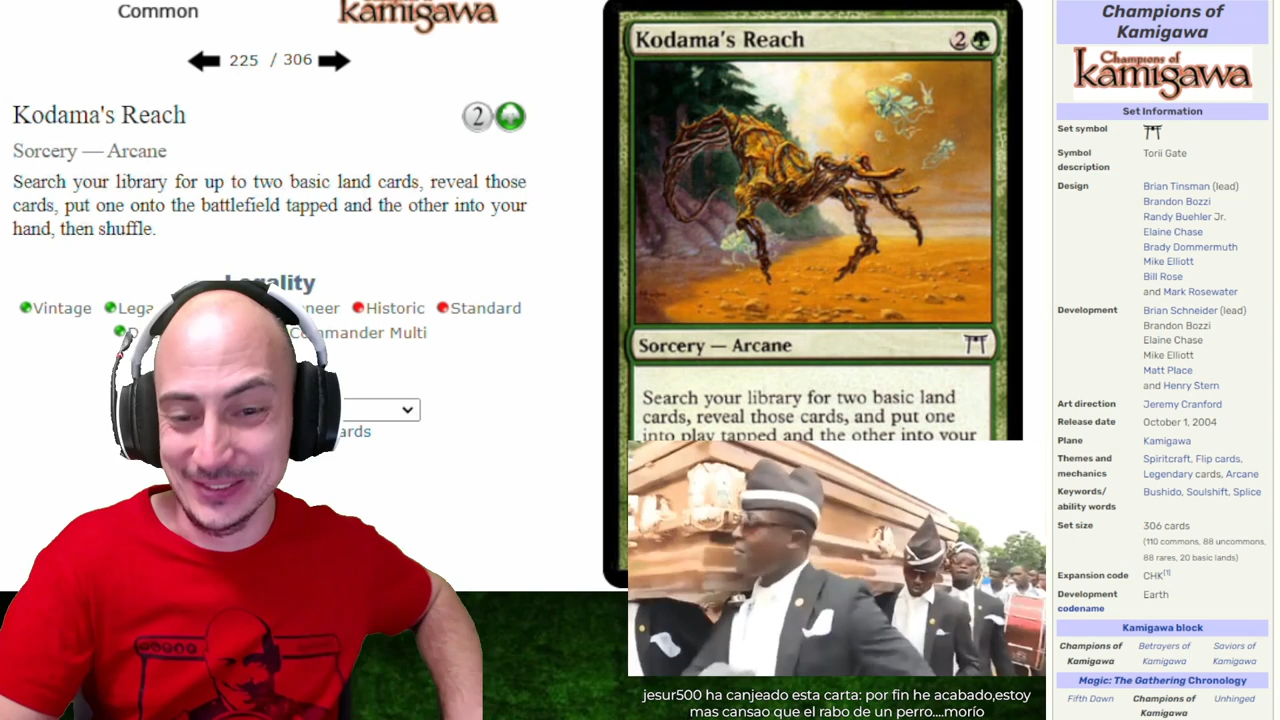 Common
kamigawa
225 / 306
Kodama's Reach
2
Sorcery — Arcane
Search your library for up to two basic land cards, reveal those
cards, put one onto the battlefield tapped and the other into your
hand, then shuffle.
Vintage
Historic
Standard
Commander Multi
Kodama's Reach
2
Sorcery — Arcane
Search your library for two basic land
cards, reveal those cards, and put one
into play tapped and the other into your
jesur500 ha canjeado esta carta: por fin he acabado,estoy
mas cansao que el rabo de un perro....morío
Champions of
Kamigawa
Champions of
kamigawa
Set Information
Set symbol
Symbol description Torii Gate
Design Brian Tinsman (lead)
Brandon Bozzi
Randy Buehler Jr.
Elaine Chase
Brady Dommermuth
Mike Elliott
Bill Rose
and Mark Rosewater
Development Brian Schneider (lead)
Brandon Bozzi
Elaine Chase
Mike Elliott
Matt Place
and Henry Stern
Art direction Jeremy Cranford
Release date October 1, 2004
Plane Kamigawa
Themes and mechanics Spiritcraft, Flip cards,
Legendary cards, Arcane
Keywords/ability words Bushido, Soulshift, Splice
Set size 306 cards
(110 commons, 88 uncommons,
88 rares, 20 basic lands)
Expansion code CHK[1]
Development codename Earth
Kamigawa block
Champions of Kamigawa
Betrayers of Kamigawa
Saviors of Kamigawa
Magic: The Gathering Chronology
Fifth Dawn
Champions of Kamigawa
Unhinged